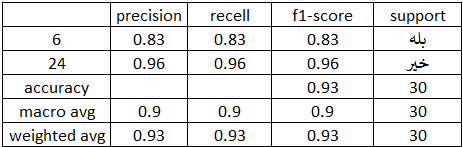 precision recell f1-score support
6 0.83 0.83 0.83 بله
24 0.96 0.96 0.96 خیر
accuracy 0.93 30
macro avg 0.9 0.9 0.9 30
weighted avg 0.93 0.93 0.93 30